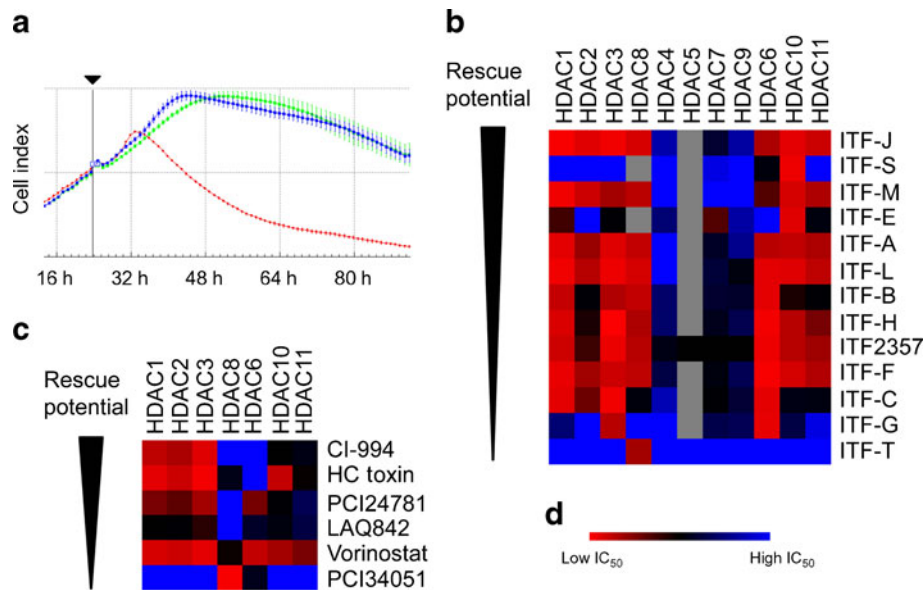 a
Cell index
16 h 32 h 48 h 64 h 80 h
b
Rescue
potential
HDAC1 HDAC2 HDAC3 HDAC8 HDAC4 HDAC5 HDAC7 HDAC9 HDAC6 HDAC10 HDAC11
ITF-J
ITF-S
ITF-M
ITF-E
ITF-A
ITF-L
ITF-B
ITF-H
ITF2357
ITF-F
ITF-C
ITF-G
ITF-T
c
Rescue
potential
HDAC1 HDAC2 HDAC3 HDAC8 HDAC6 HDAC10 HDAC11
CI-994
HC toxin
PCI24781
LAQ842
Vorinostat
PCI34051
d
Low IC50 High IC50